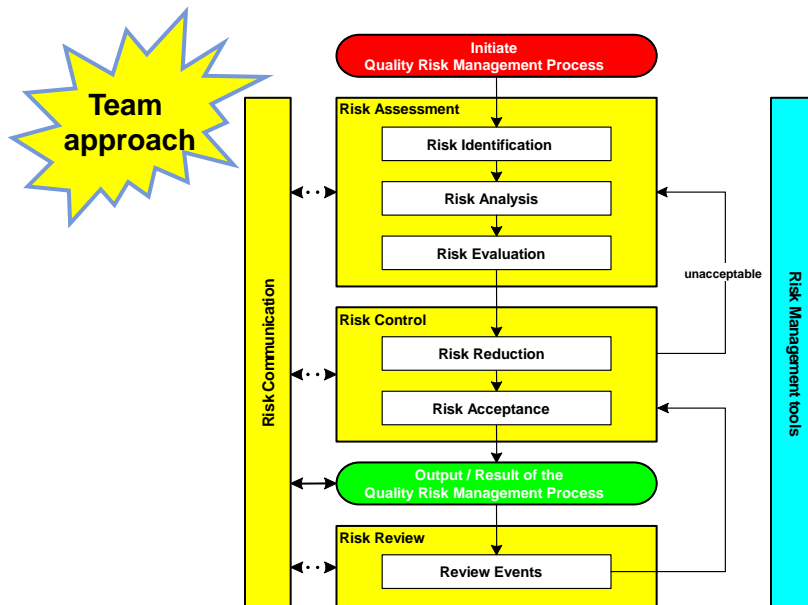 Team
approach
Initiate
Quality Risk Management Process
Risk Assessment
Risk Identification
Risk Analysis
Risk Evaluation
unacceptable
Risk Control
Risk Reduction
Risk Acceptance
Output / Result of the
Quality Risk Management Process
Risk Review
Review Events
Risk Communication
Risk Management tools